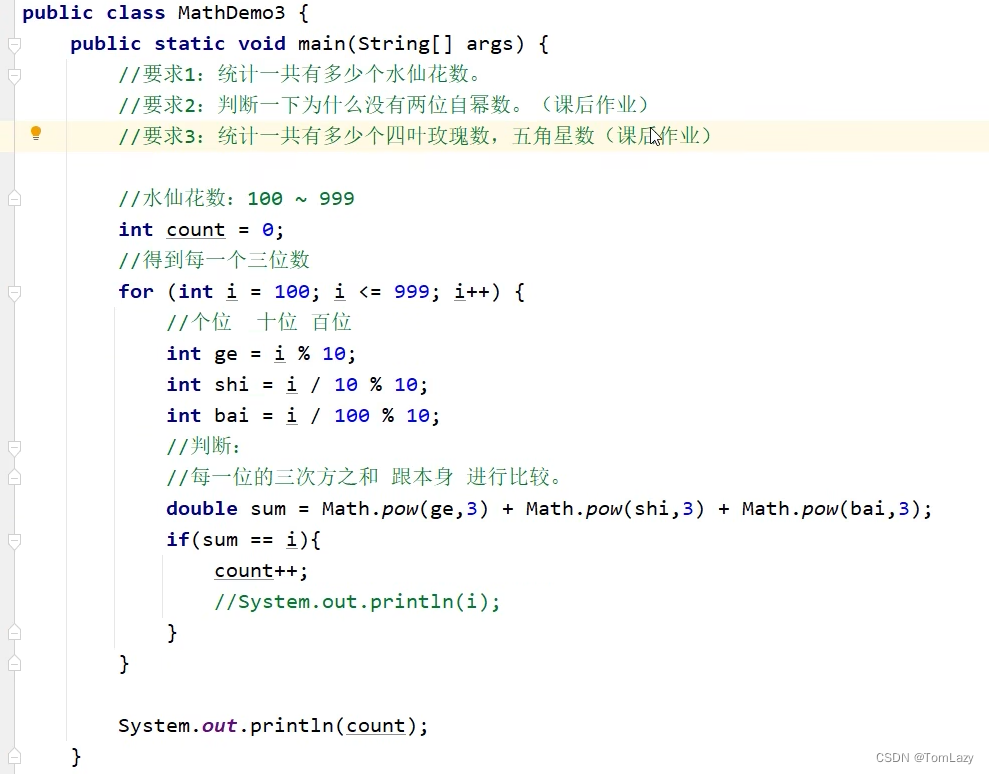 public class MathDemo3 {
    public static void main(String[] args) {
        //要求1：统计一共有多少个水仙花数。
        //要求2：判断一下为什么没有两位自幂数。（课后作业）
        //要求3：统计一共有多少个四叶玫瑰数，五角星数（课后作业）
        //水仙花数：100 ~ 999
        int count = 0;
        //得到每一个三位数
        for (int i = 100; i <= 999; i++) {
            //个位  十位 百位
            int ge = i % 10;
            int shi = i / 10 % 10;
            int bai = i / 100 % 10;
            //判断：
            //每一位的三次方之和 跟本身 进行比较。
            double sum = Math.pow(ge,3) + Math.pow(shi,3) + Math.pow(bai,3);
            if(sum == i){
                count++;
                //System.out.println(i);
            }
        }
        System.out.println(count);
    }
CSDN @TomLazy